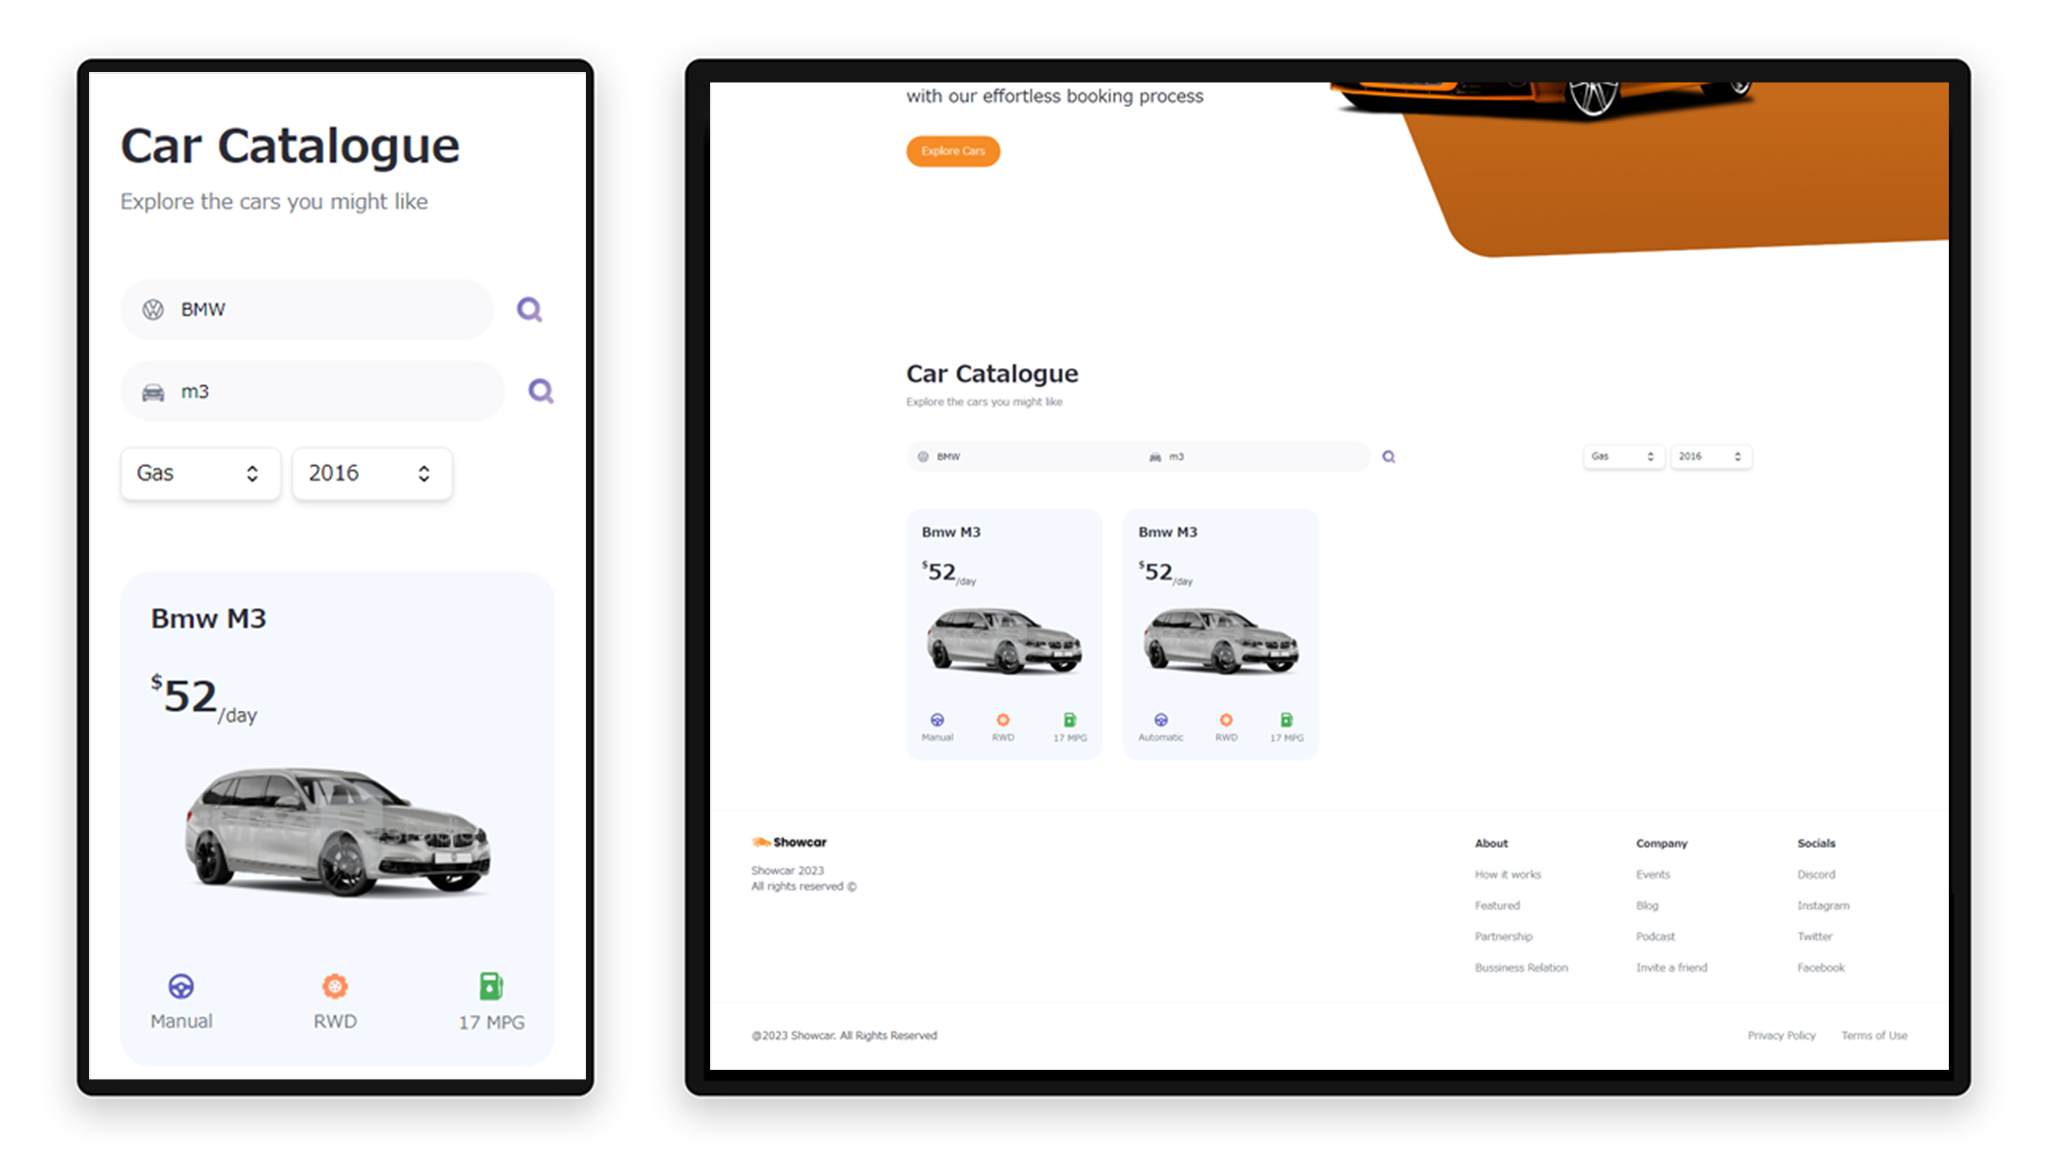 Car Catalogue
Explore the cars you might like
BMW
m3
Gas 2016
Bmw M3
$52/day
Manual RWD 17 MPG
with our effortless booking process
Explore Cars
Car Catalogue
Explore the cars you might like
BMW m3 Gas 2016
Bmw M3 Bmw M3
$52/day $52/day
Manual RWD 17 MPG Automatic RWD 17 MPG
Showcar
Showcar 2023
All rights reserved ©
About
How it works
Featured
Partnership
Bussiness Relation
Company
Events
Blog
Podcast
Invite a friend
Socials
Discord
Instagram
Twitter
Facebook
@2023 Showcar. All Rights Reserved
Privacy Policy Terms of Use